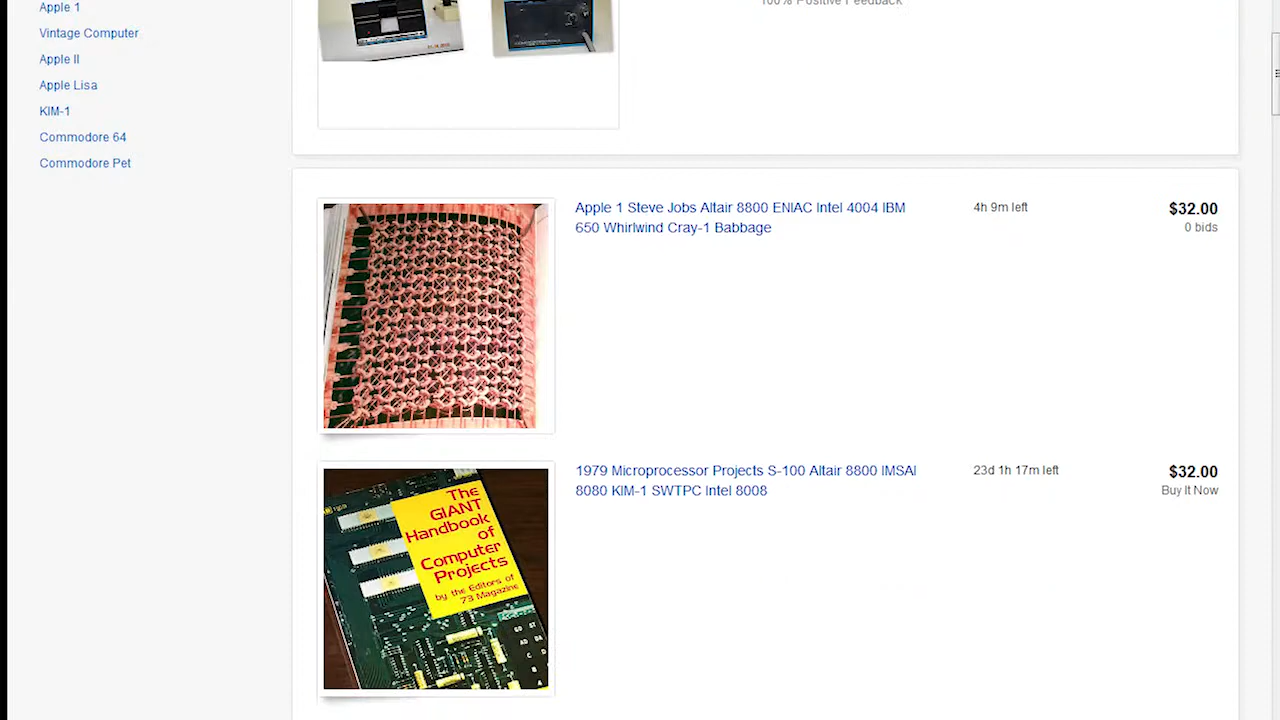 Apple 1
Vintage Computer
Apple II
Apple Lisa
KIM-1
Commodore 64
Commodore Pet
100% Positive Feedback
Apple 1 Steve Jobs Altair 8800 ENIAC Intel 4004 IBM
650 Whirlwind Cray-1 Babbage
4h 9m left
$32.00
0 bids
1979 Microprocessor Projects S-100 Altair 8800 IMSAI
8080 KIM-1 SWTPC Intel 8008
23d 1h 17m left
$32.00
Buy It Now
The
GIANT
Handbook
of
Computer
Projects
by the Editors of
73 Magazine